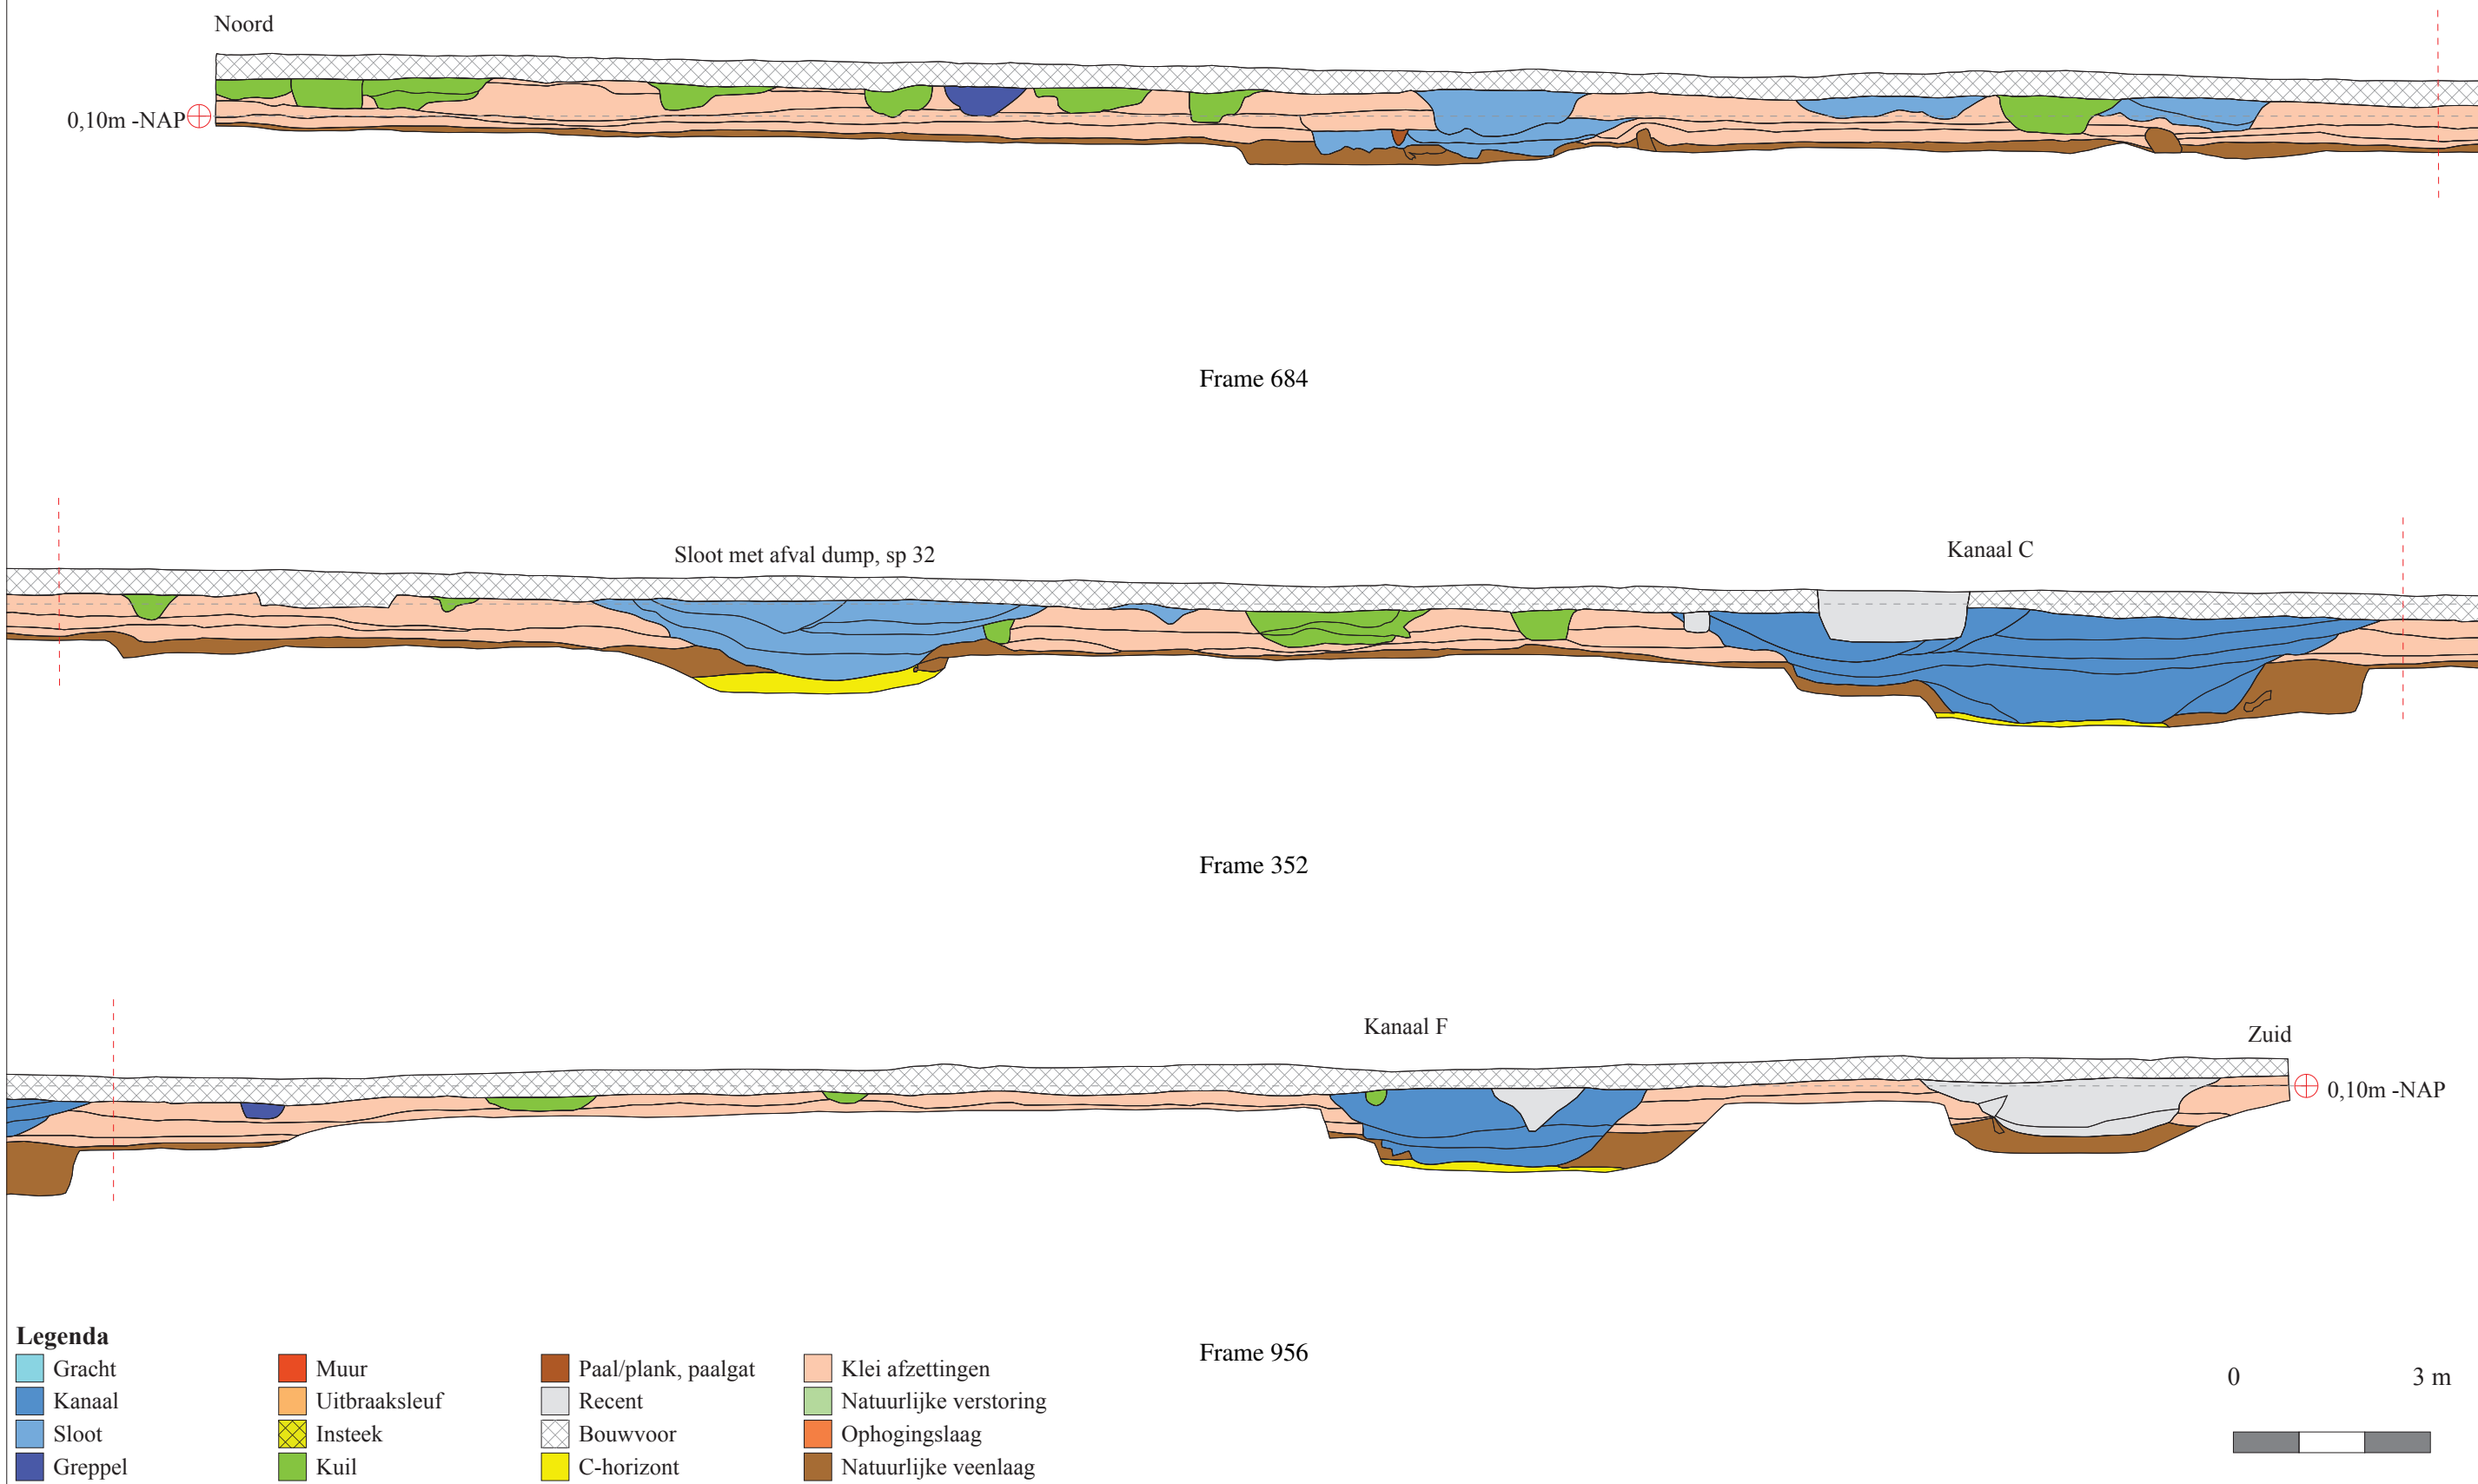 Noord
0,10m -NAP
Frame 684
Sloot met afval dump, sp 32
Kanaal C
Frame 352
Kanaal F
Zuid
0,10m -NAP
Frame 956
Legenda
Gracht
Kanaal
Sloot
Greppel
Muur
Uitbraaksleuf
Insteek
Kuil
Paal/plank, paalgat
Recent
Bouwvoor
C-horizont
Klei afzettingen
Natuurlijke verstoring
Ophogingslaag
Natuurlijke veenlaag
0 3 m